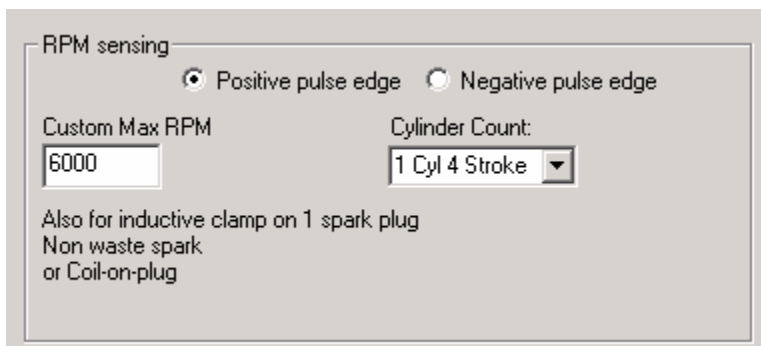 RPM sensing
Positive pulse edge Negative pulse edge
Custom Max RPM Cylinder Count:
6000 1 Cyl 4 Stroke
Also for inductive clamp on 1 spark plug
Non waste spark
or Coil-on-plug